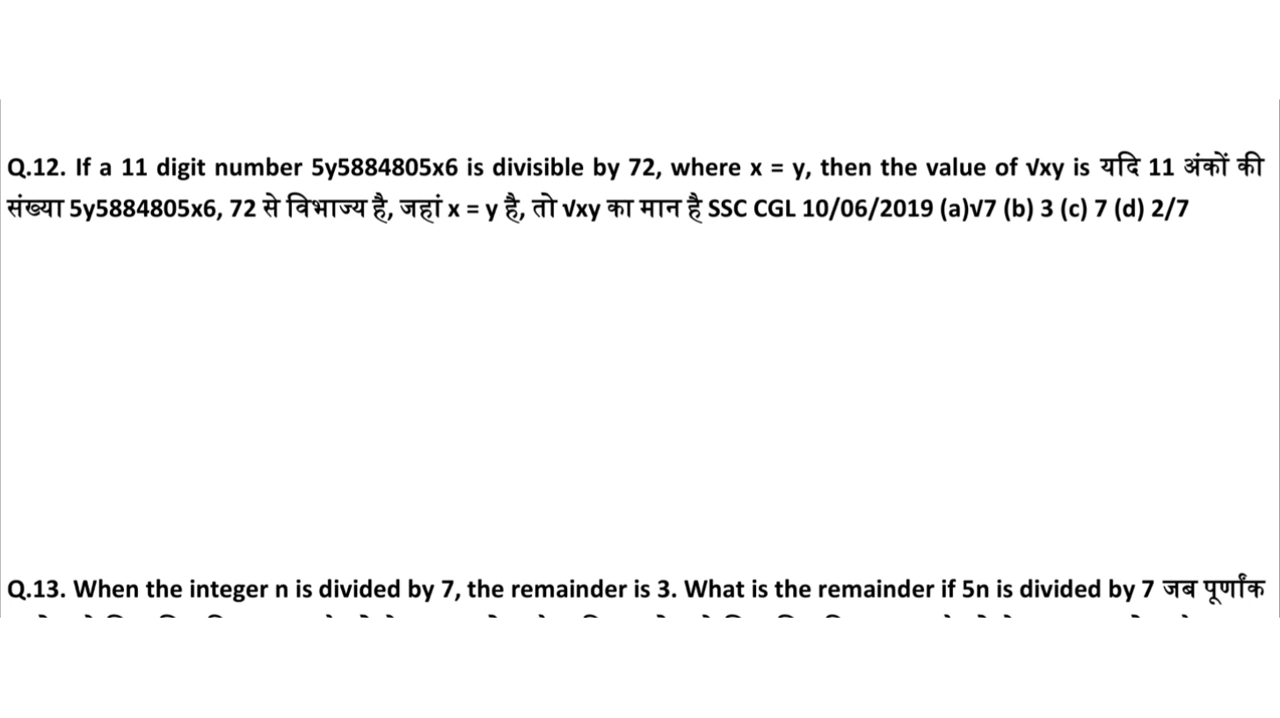 Q.12. If a 11 digit number 5y5884805x6 is divisible by 72, where x = y, then the value of √xy is यदि 11 अंकों की
संख्या 5y5884805x6, 72 से विभाज्य है, जहां x = y है, तो √xy का मान है SSC CGL 10/06/2019 (a)√7 (b) 3 (c) 7 (d) 2/7
Q.13. When the integer n is divided by 7, the remainder is 3. What is the remainder if 5n is divided by 7 जब पूर्णांक